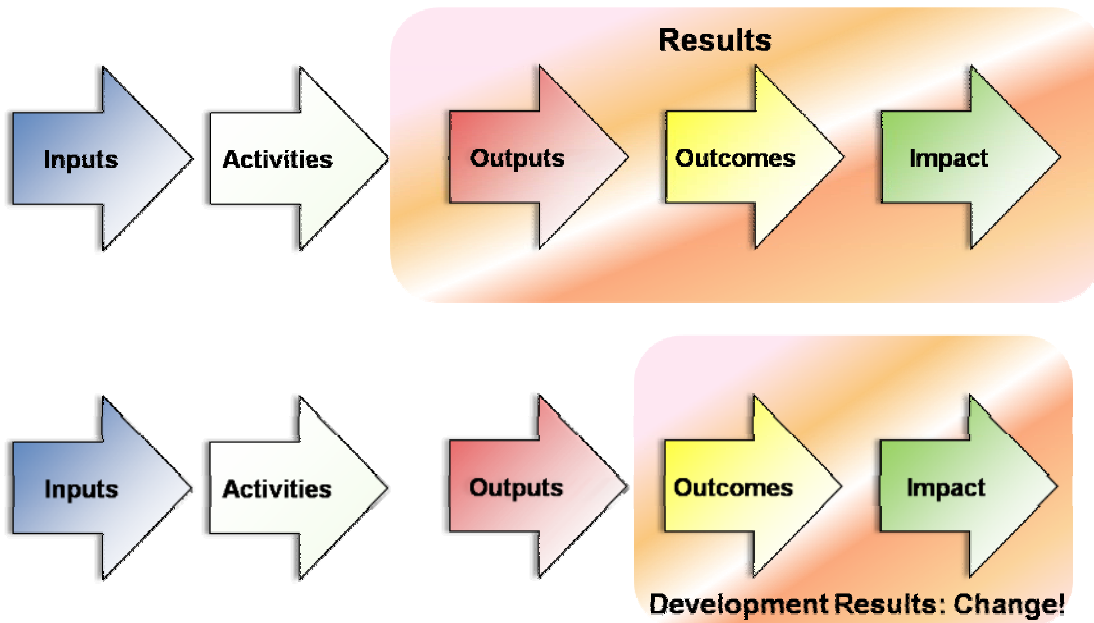 Results
Inputs Activities Outputs Outcomes Impact
Inputs Activities Outputs Outcomes Impact
Development Results: Change!